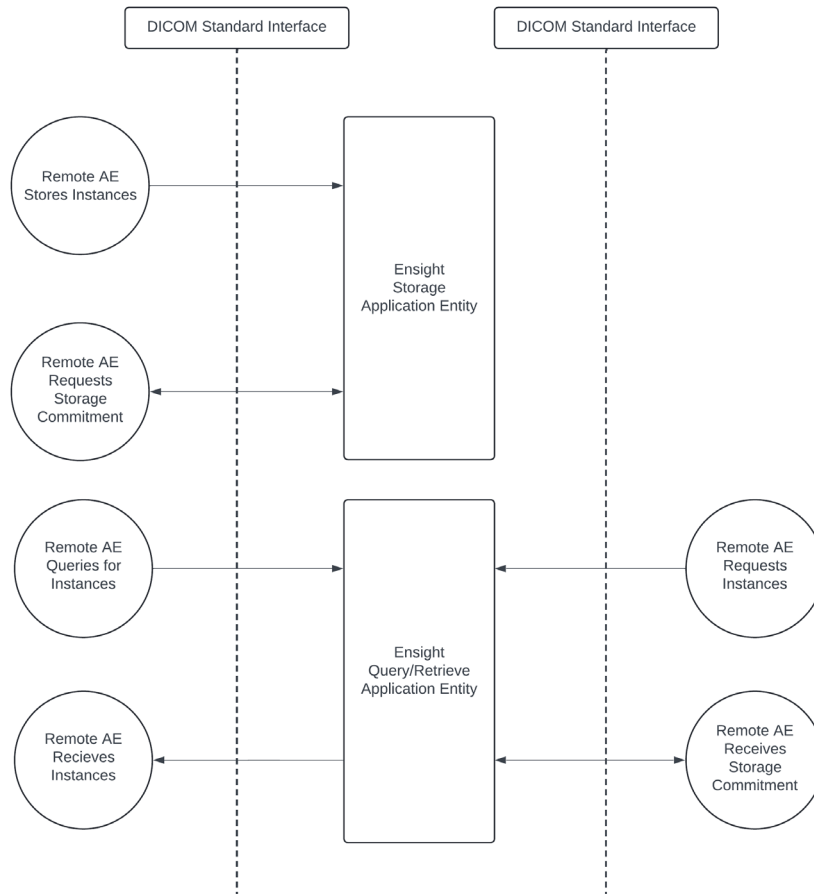 DICOM Standard Interface
DICOM Standard Interface
Remote AE
Stores Instances
Ensight
Storage
Application Entity
Remote AE
Requests
Storage
Commitment
Remote AE
Queries for
Instances
Remote AE
Requests
Instances
Ensight
Query/Retrieve
Application Entity
Remote AE
Recieves
Instances
Remote AE
Receives
Storage
Commitment